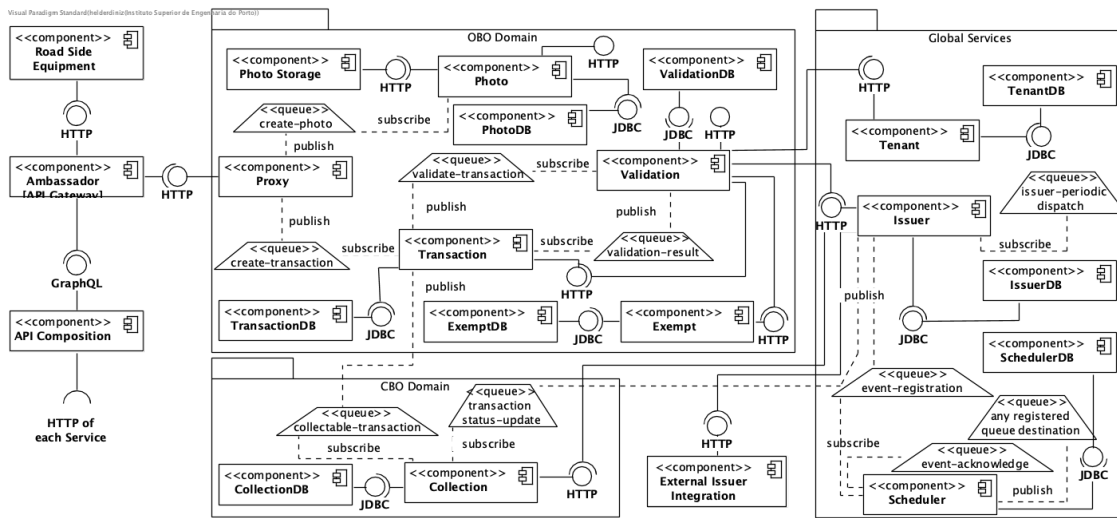 Visual Paradigm Standard(helderdiniz(Instituto Superior de Engenharia do Porto))
<<component>>
Road Side
Equipment
HTTP
<<component>>
Ambassador
[API Gateway]
HTTP
GraphQL
<<component>>
API Composition
HTTP of
each Service
OBO Domain
<<component>>
Photo Storage
HTTP
<<component>>
Photo
HTTP
<<component>>
ValidationDB
<<queue>>
create-photo
subscribe
<<component>>
PhotoDB
JDBC
JDBC
HTTP
publish
<<component>>
Proxy
<<queue>>
validate-transaction
subscribe
<<component>>
Validation
publish
publish
publish
<<queue>>
create-transaction
subscribe
<<component>>
Transaction
subscribe
<<queue>>
validation-result
publish
HTTP
<<component>>
TransactionDB
JDBC
<<component>>
ExemptDB
JDBC
<<component>>
Exempt
HTTP
CBO Domain
<<queue>>
collectable-transaction
<<queue>>
transaction
status-update
subscribe
subscribe
<<component>>
CollectionDB
JDBC
<<component>>
Collection
HTTP
HTTP
<<component>>
External Issuer
Integration
Global Services
HTTP
<<component>>
TenantDB
<<component>>
Tenant
JDBC
<<queue>>
issuer-periodic
dispatch
HTTP
<<component>>
Issuer
subscribe
<<component>>
IssuerDB
publish
JDBC
<<component>>
SchedulerDB
<<queue>>
event-registration
<<queue>>
any registered
queue destination
subscribe
<<queue>>
event-acknowledge
JDBC
<<component>>
Scheduler
publish